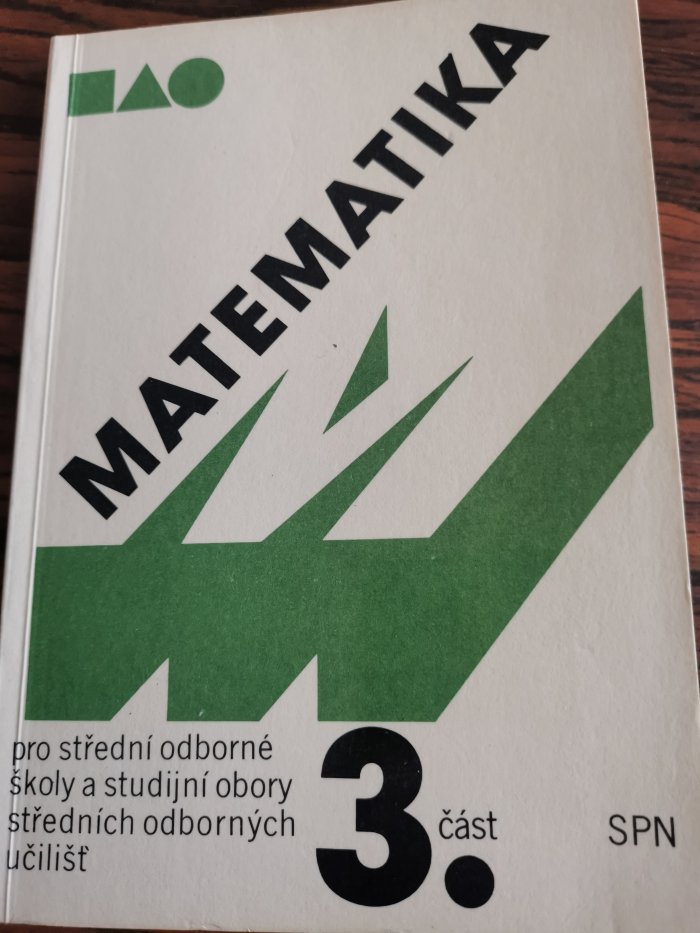 MATEMATIKA
pro střední odborné
školy a studijní obory
středních odborných
učilišť
3. část
SPN